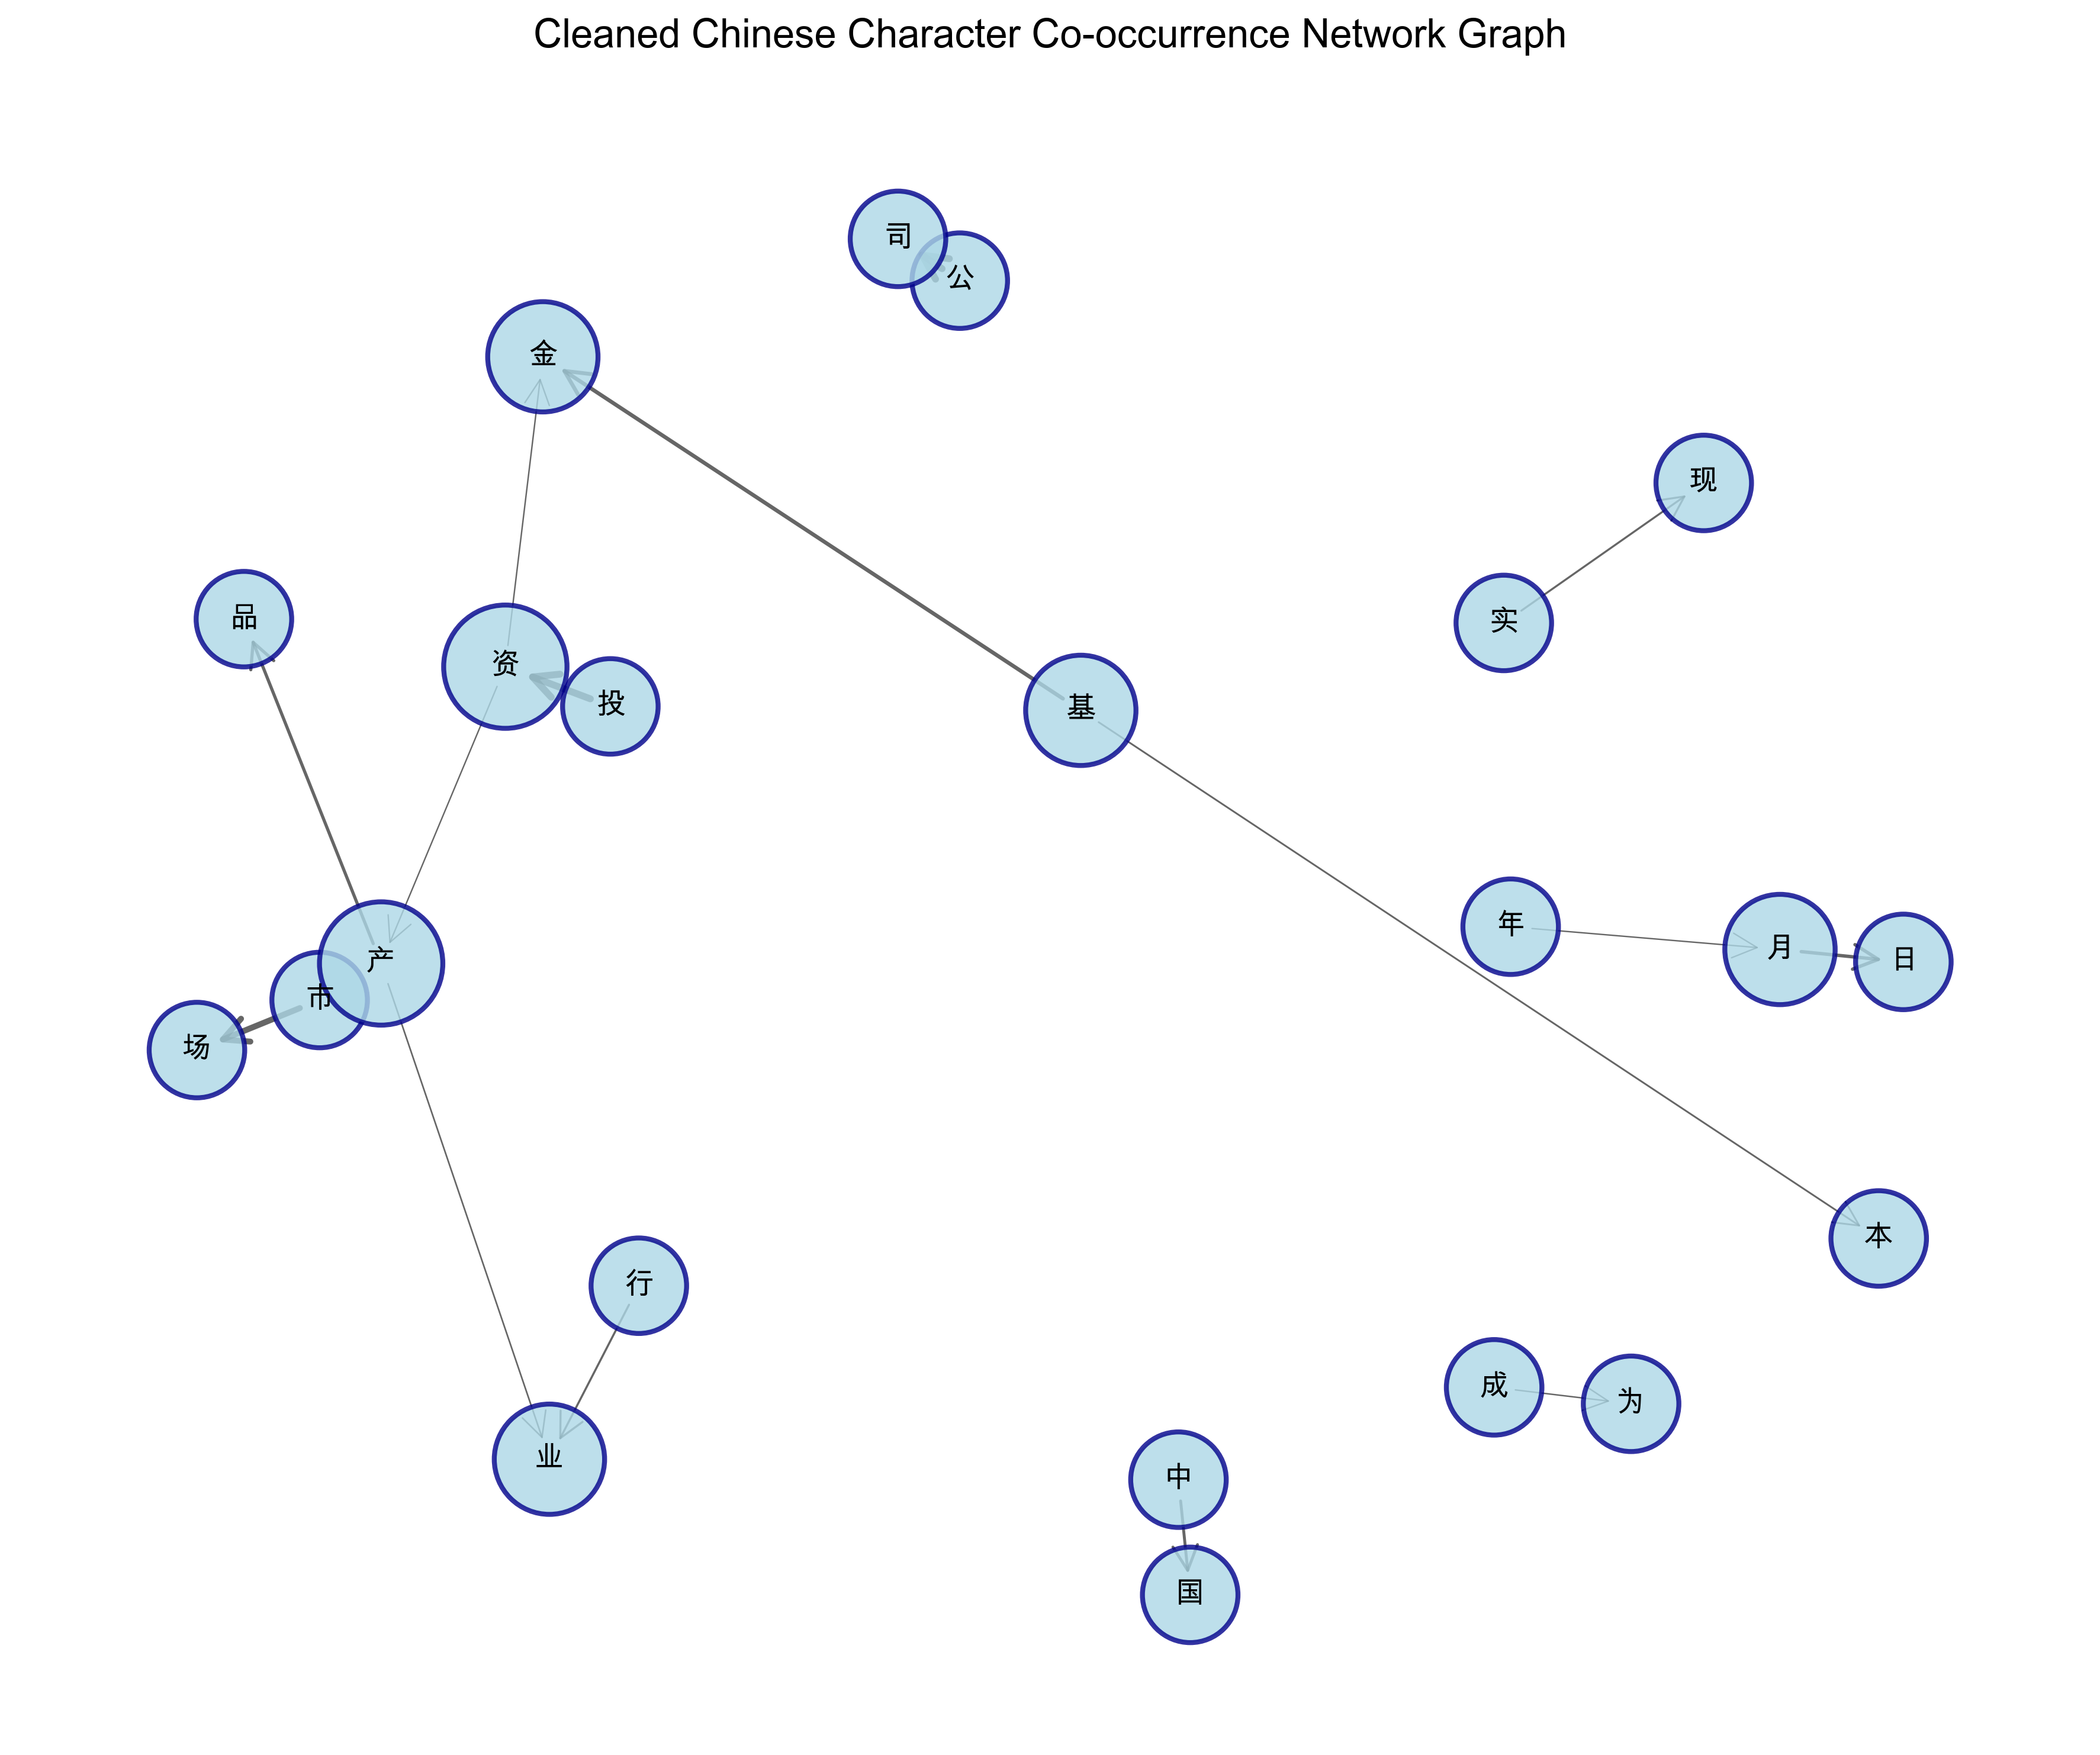 Cleaned Chinese Character Co-occurrence Network Graph
司
公
金
现
品
实
资
投
基
年
月
日
产
市
场
本
行
成
为
业
中
国